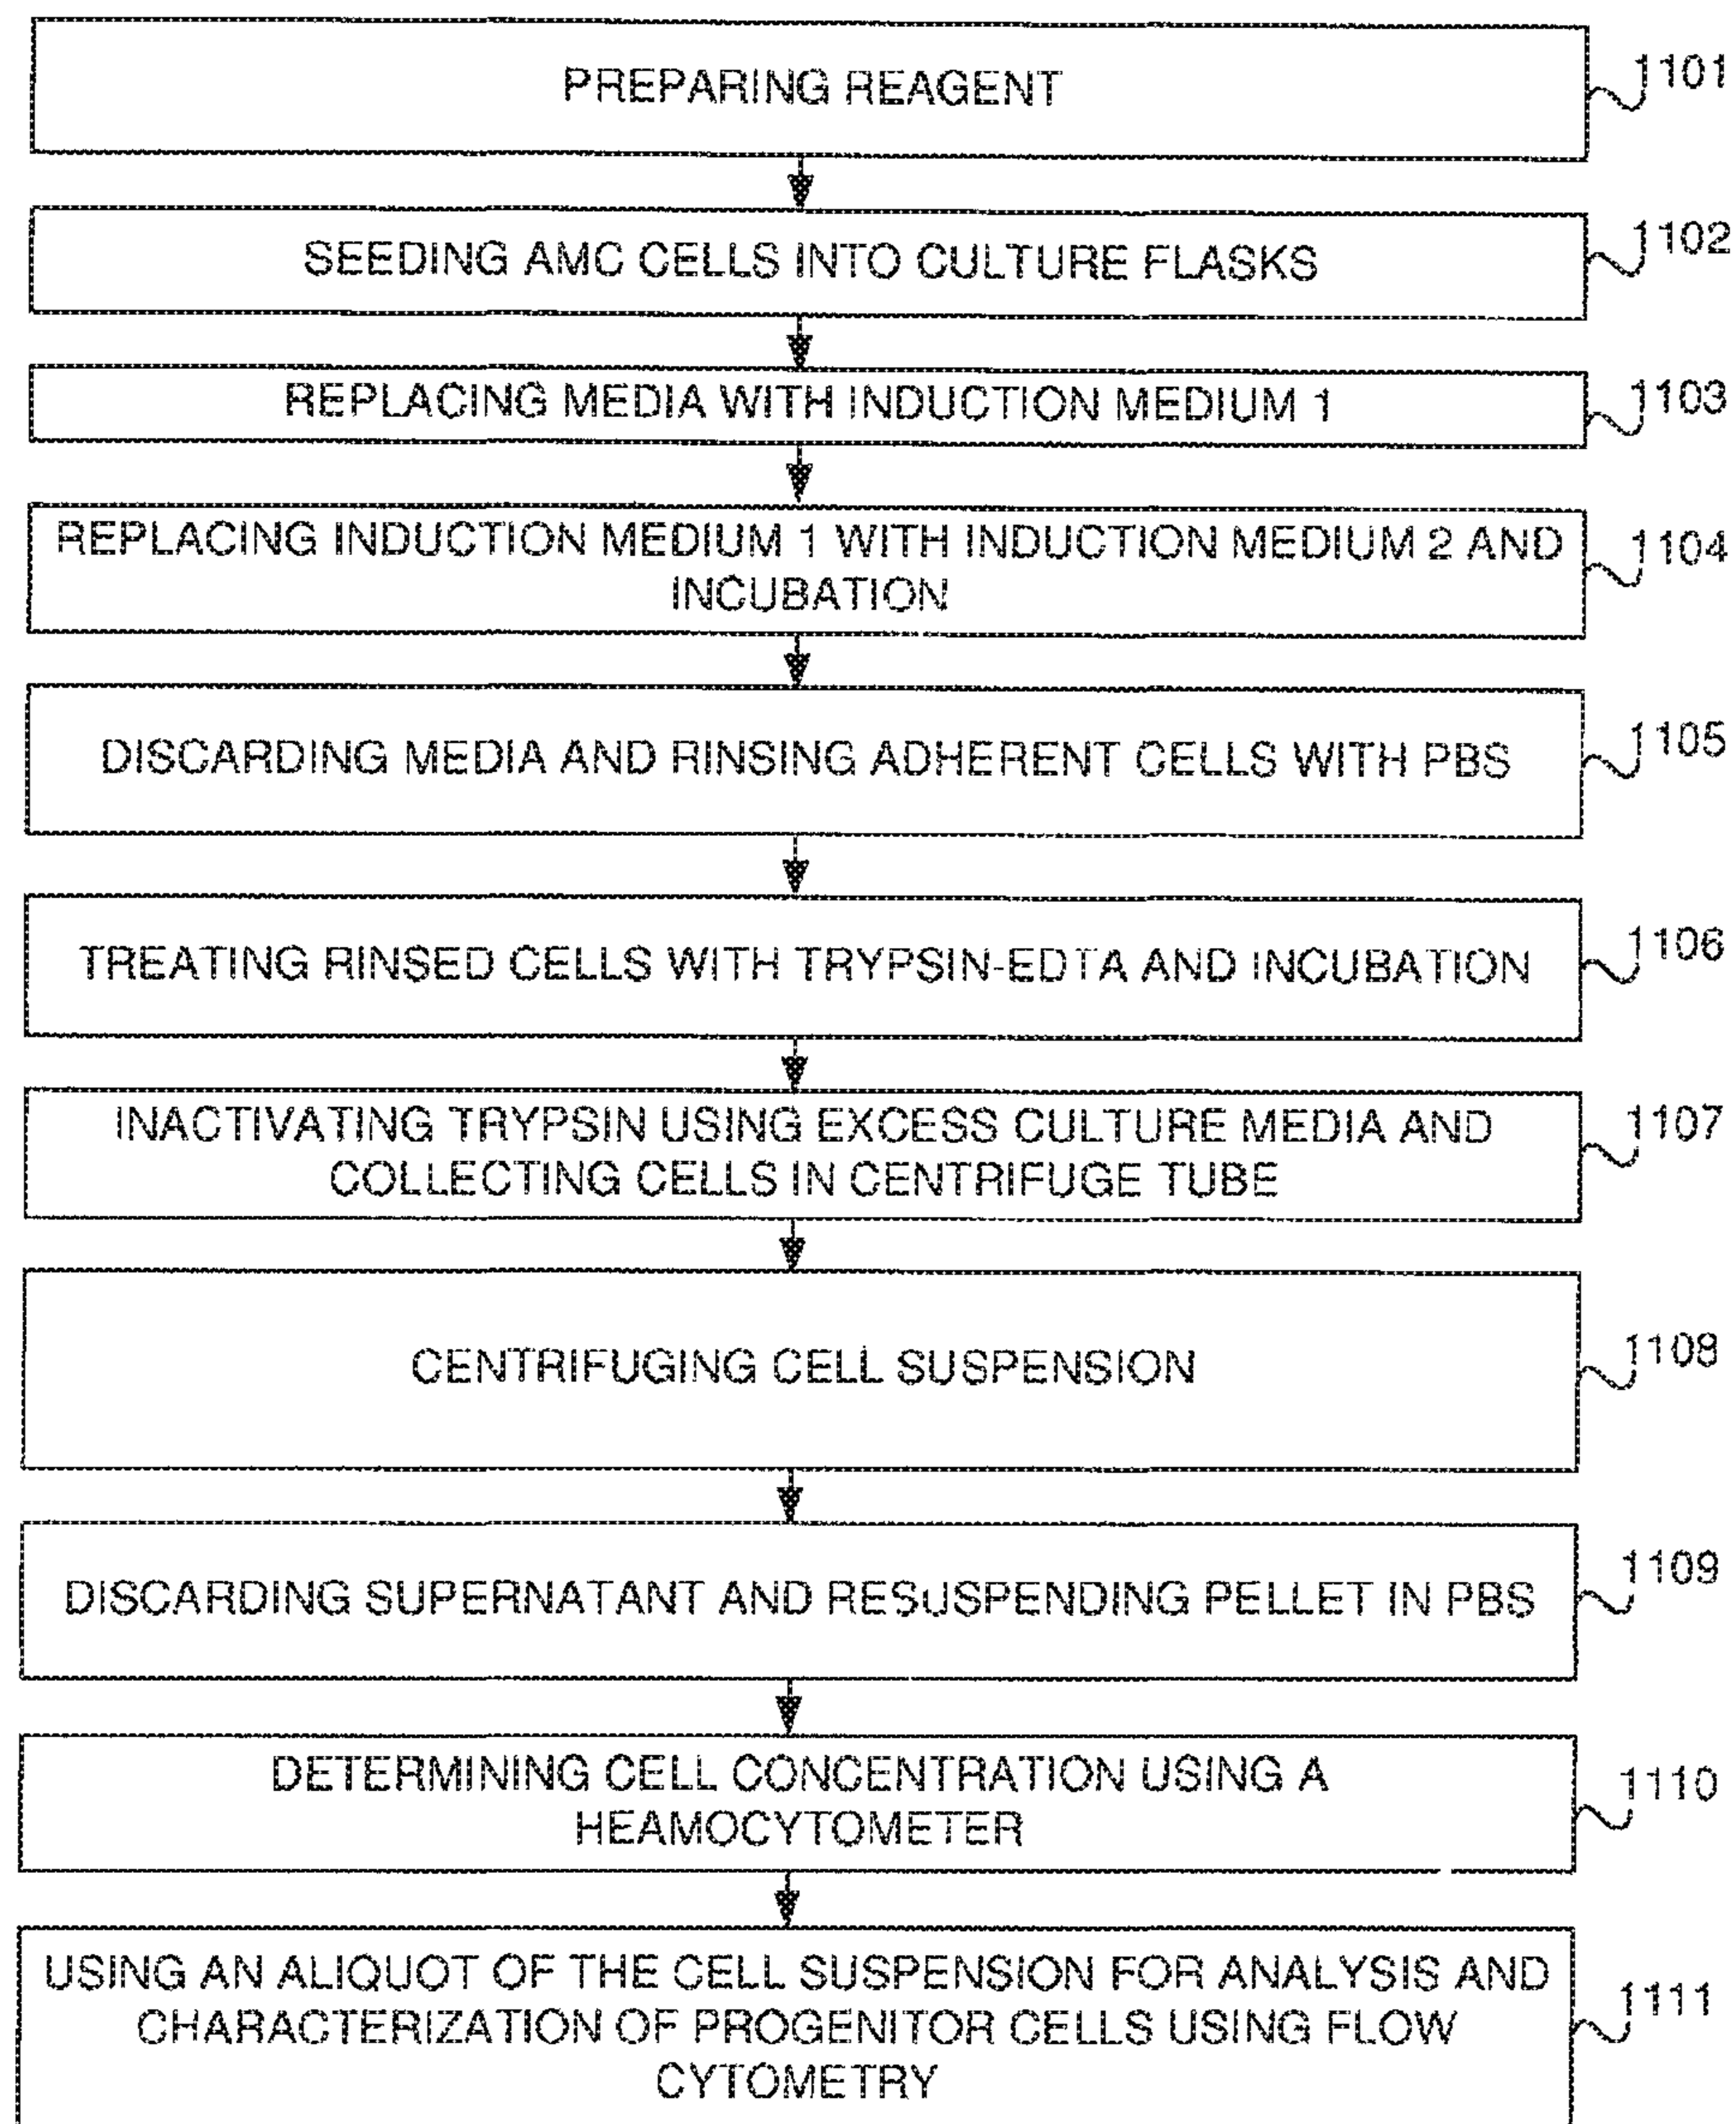 PREPARING REAGENT
1101
SEEDING AMC CELLS INTO CULTURE FLASKS
1102
REPLACING MEDIA WITH INDUCTION MEDIUM 1
1103
REPLACING INDUCTION MEDIUM 1 WITH INDUCTION MEDIUM 2 AND
INCUBATION
1104
DISCARDING MEDIA AND RINSING ADHERENT CELLS WITH PBS
1105
TREATING RINSED CELLS WITH TRYPSIN-EDTA AND INCUBATION
1106
INACTIVATING TRYPSIN USING EXCESS CULTURE MEDIA AND
COLLECTING CELLS IN CENTRIFUGE TUBE
1107
CENTRIFUGING CELL SUSPENSION
1108
DISCARDING SUPERNATANT AND RESUSPENDING PELLET IN PBS
1109
DETERMINING CELL CONCENTRATION USING A
HEAMOCYTOMETER
1110
USING AN ALIQUOT OF THE CELL SUSPENSION FOR ANALYSIS AND
CHARACTERIZATION OF PROGENITOR CELLS USING FLOW
CYTOMETRY
1111